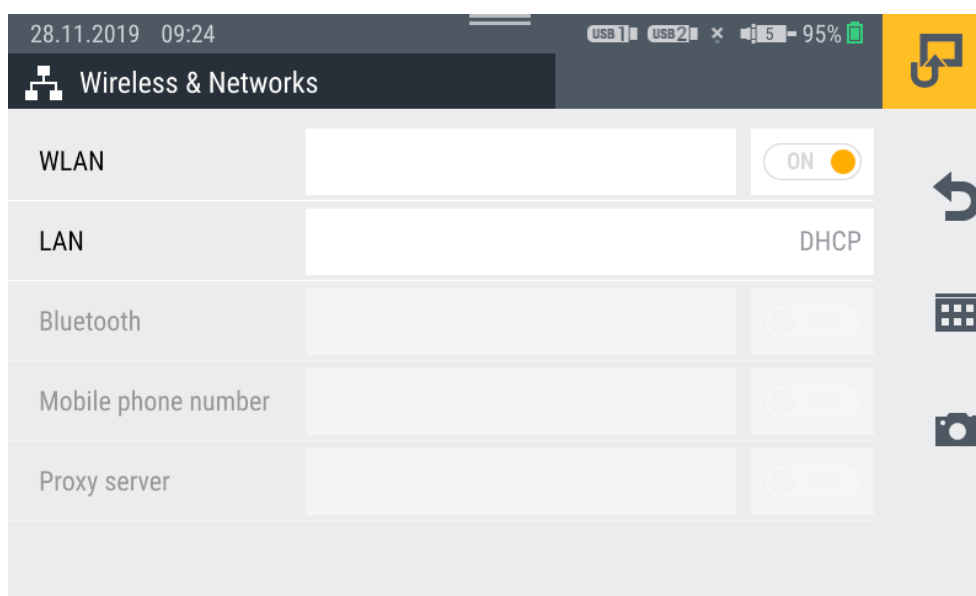 28.11.2019 09:24 USB 1 USB 2 5 95%
Wireless & Networks
WLAN ON
LAN DHCP
Bluetooth OFF
Mobile phone number OFF
Proxy server OFF